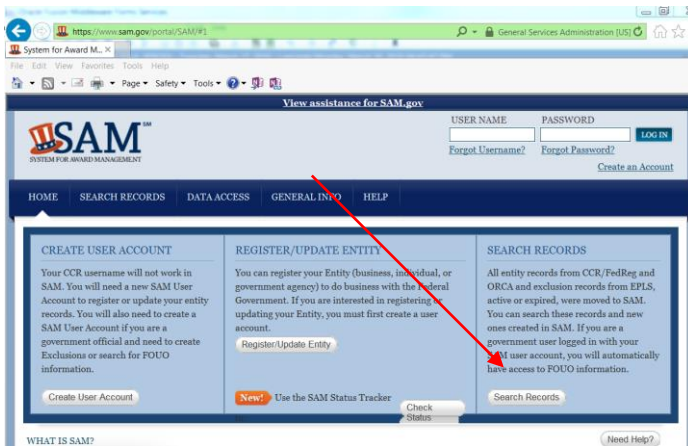 https://www.sam.gov/portal/SAM/#1
General Services Administration [US]
System for Award M...
File Edit View Favorites Tools Help
Page Safety Tools
View assistance for SAM.gov
USER NAME PASSWORD
LOG IN
Forgot Username? Forgot Password?
Create an Account
SAM SM
SYSTEM FOR AWARD MANAGEMENT
HOME SEARCH RECORDS DATA ACCESS GENERAL INFO HELP
CREATE USER ACCOUNT
Your CCR username will not work in
SAM. You will need a new SAM User
Account to register or update your entity
records. You will also need to create a
SAM User Account if you are a
government official and need to create
Exclusions or search for FOUO
information.
Create User Account
REGISTER/UPDATE ENTITY
You can register your Entity (business, individual, or
government agency) to do business with the Federal
Government. If you are interested in registering or
updating your Entity, you must first create a user
account.
Register/Update Entity
New! Use the SAM Status Tracker
Check
Status
SEARCH RECORDS
All entity records from CCR/FedReg and
ORCA and exclusion records from EPLS,
active or expired, were moved to SAM.
You can search these records and new
ones created in SAM. If you are a
government user logged in with your
SAM user account, you will automatically
have access to FOUO information.
Search Records
WHAT IS SAM?
Need Help?